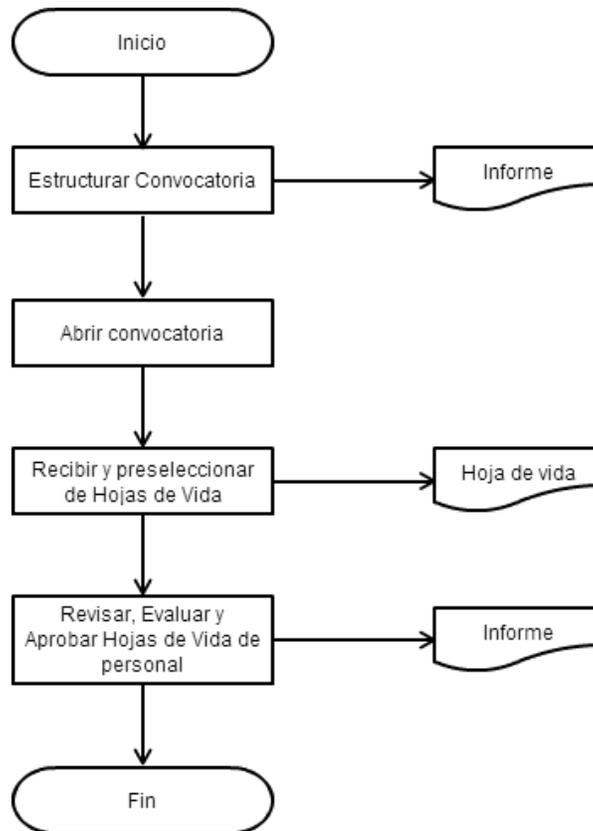 Inicio
Estructurar Convocatoria
Informe
Abrir convocatoria
Recibir y preseleccionar
de Hojas de Vida
Hoja de vida
Revisar, Evaluar y
Aprobar Hojas de Vida de
personal
Informe
Fin